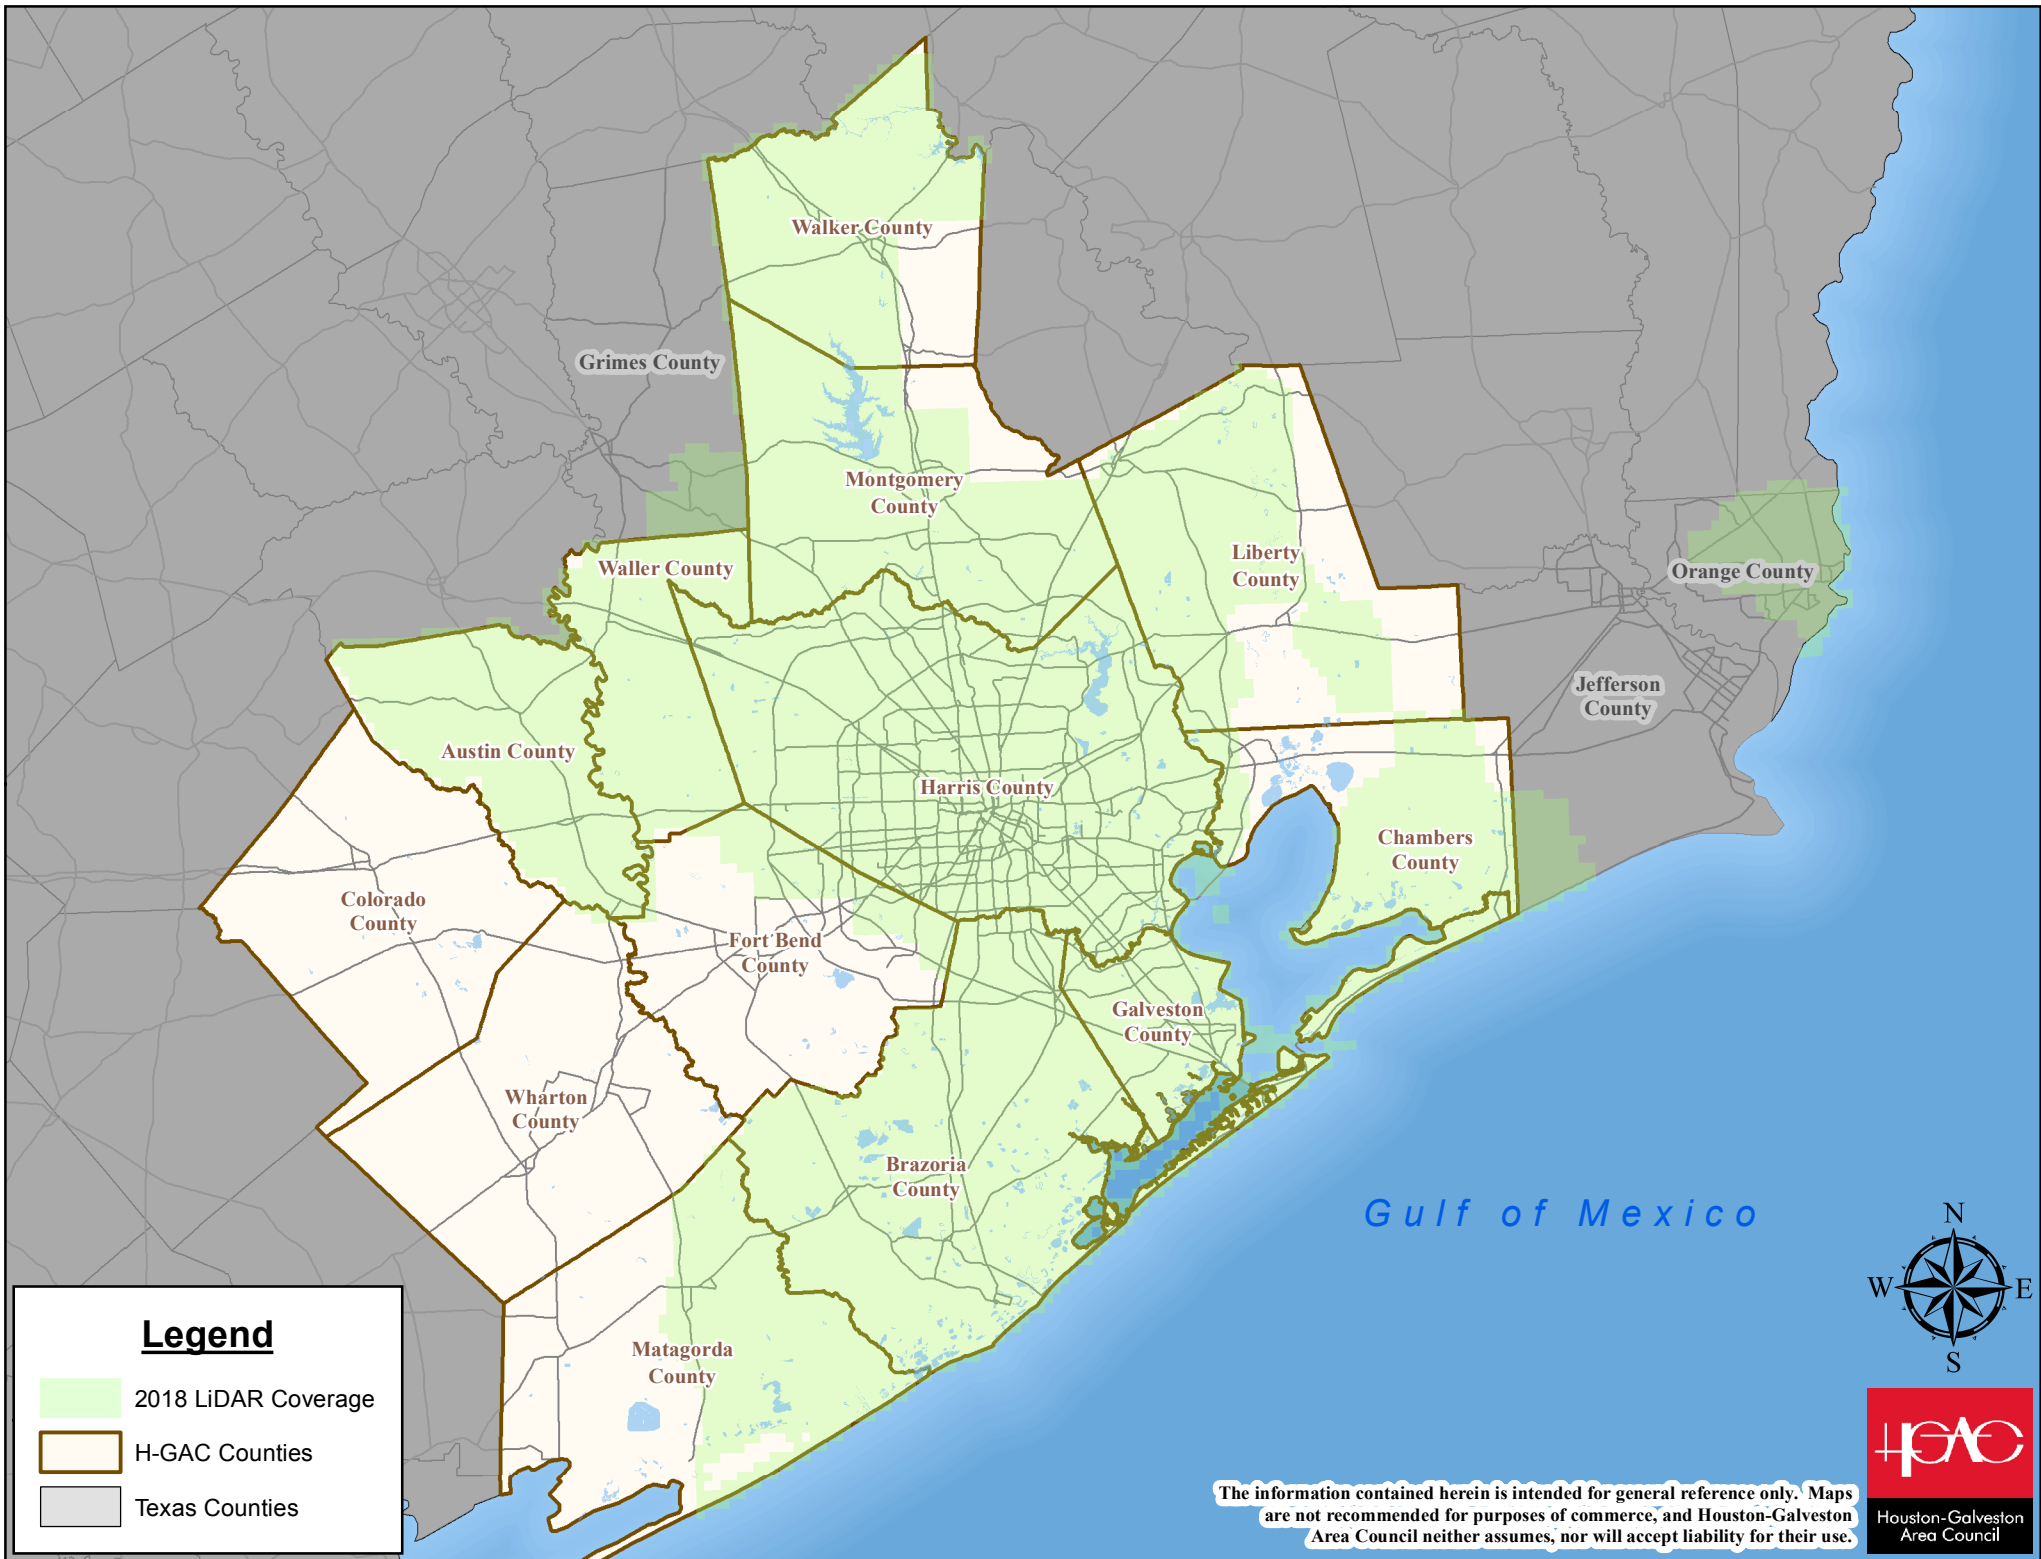 Walker County
Grimes County
Montgomery
County
Waller County
Liberty
County
Orange County
Jefferson
County
Austin County
Harris County
Chambers
County
Colorado
County
Fort Bend
County
Galveston
County
Wharton
County
Brazoria
County
Gulf of Mexico
Matagorda
County
N
W
E
S
Legend
2018 LiDAR Coverage
H-GAC Counties
Texas Counties
The information contained herein is intended for general reference only. Maps
are not recommended for purposes of commerce, and Houston-Galveston
Area Council neither assumes, nor will accept liability for their use.
HGAC
Houston-Galveston
Area Council